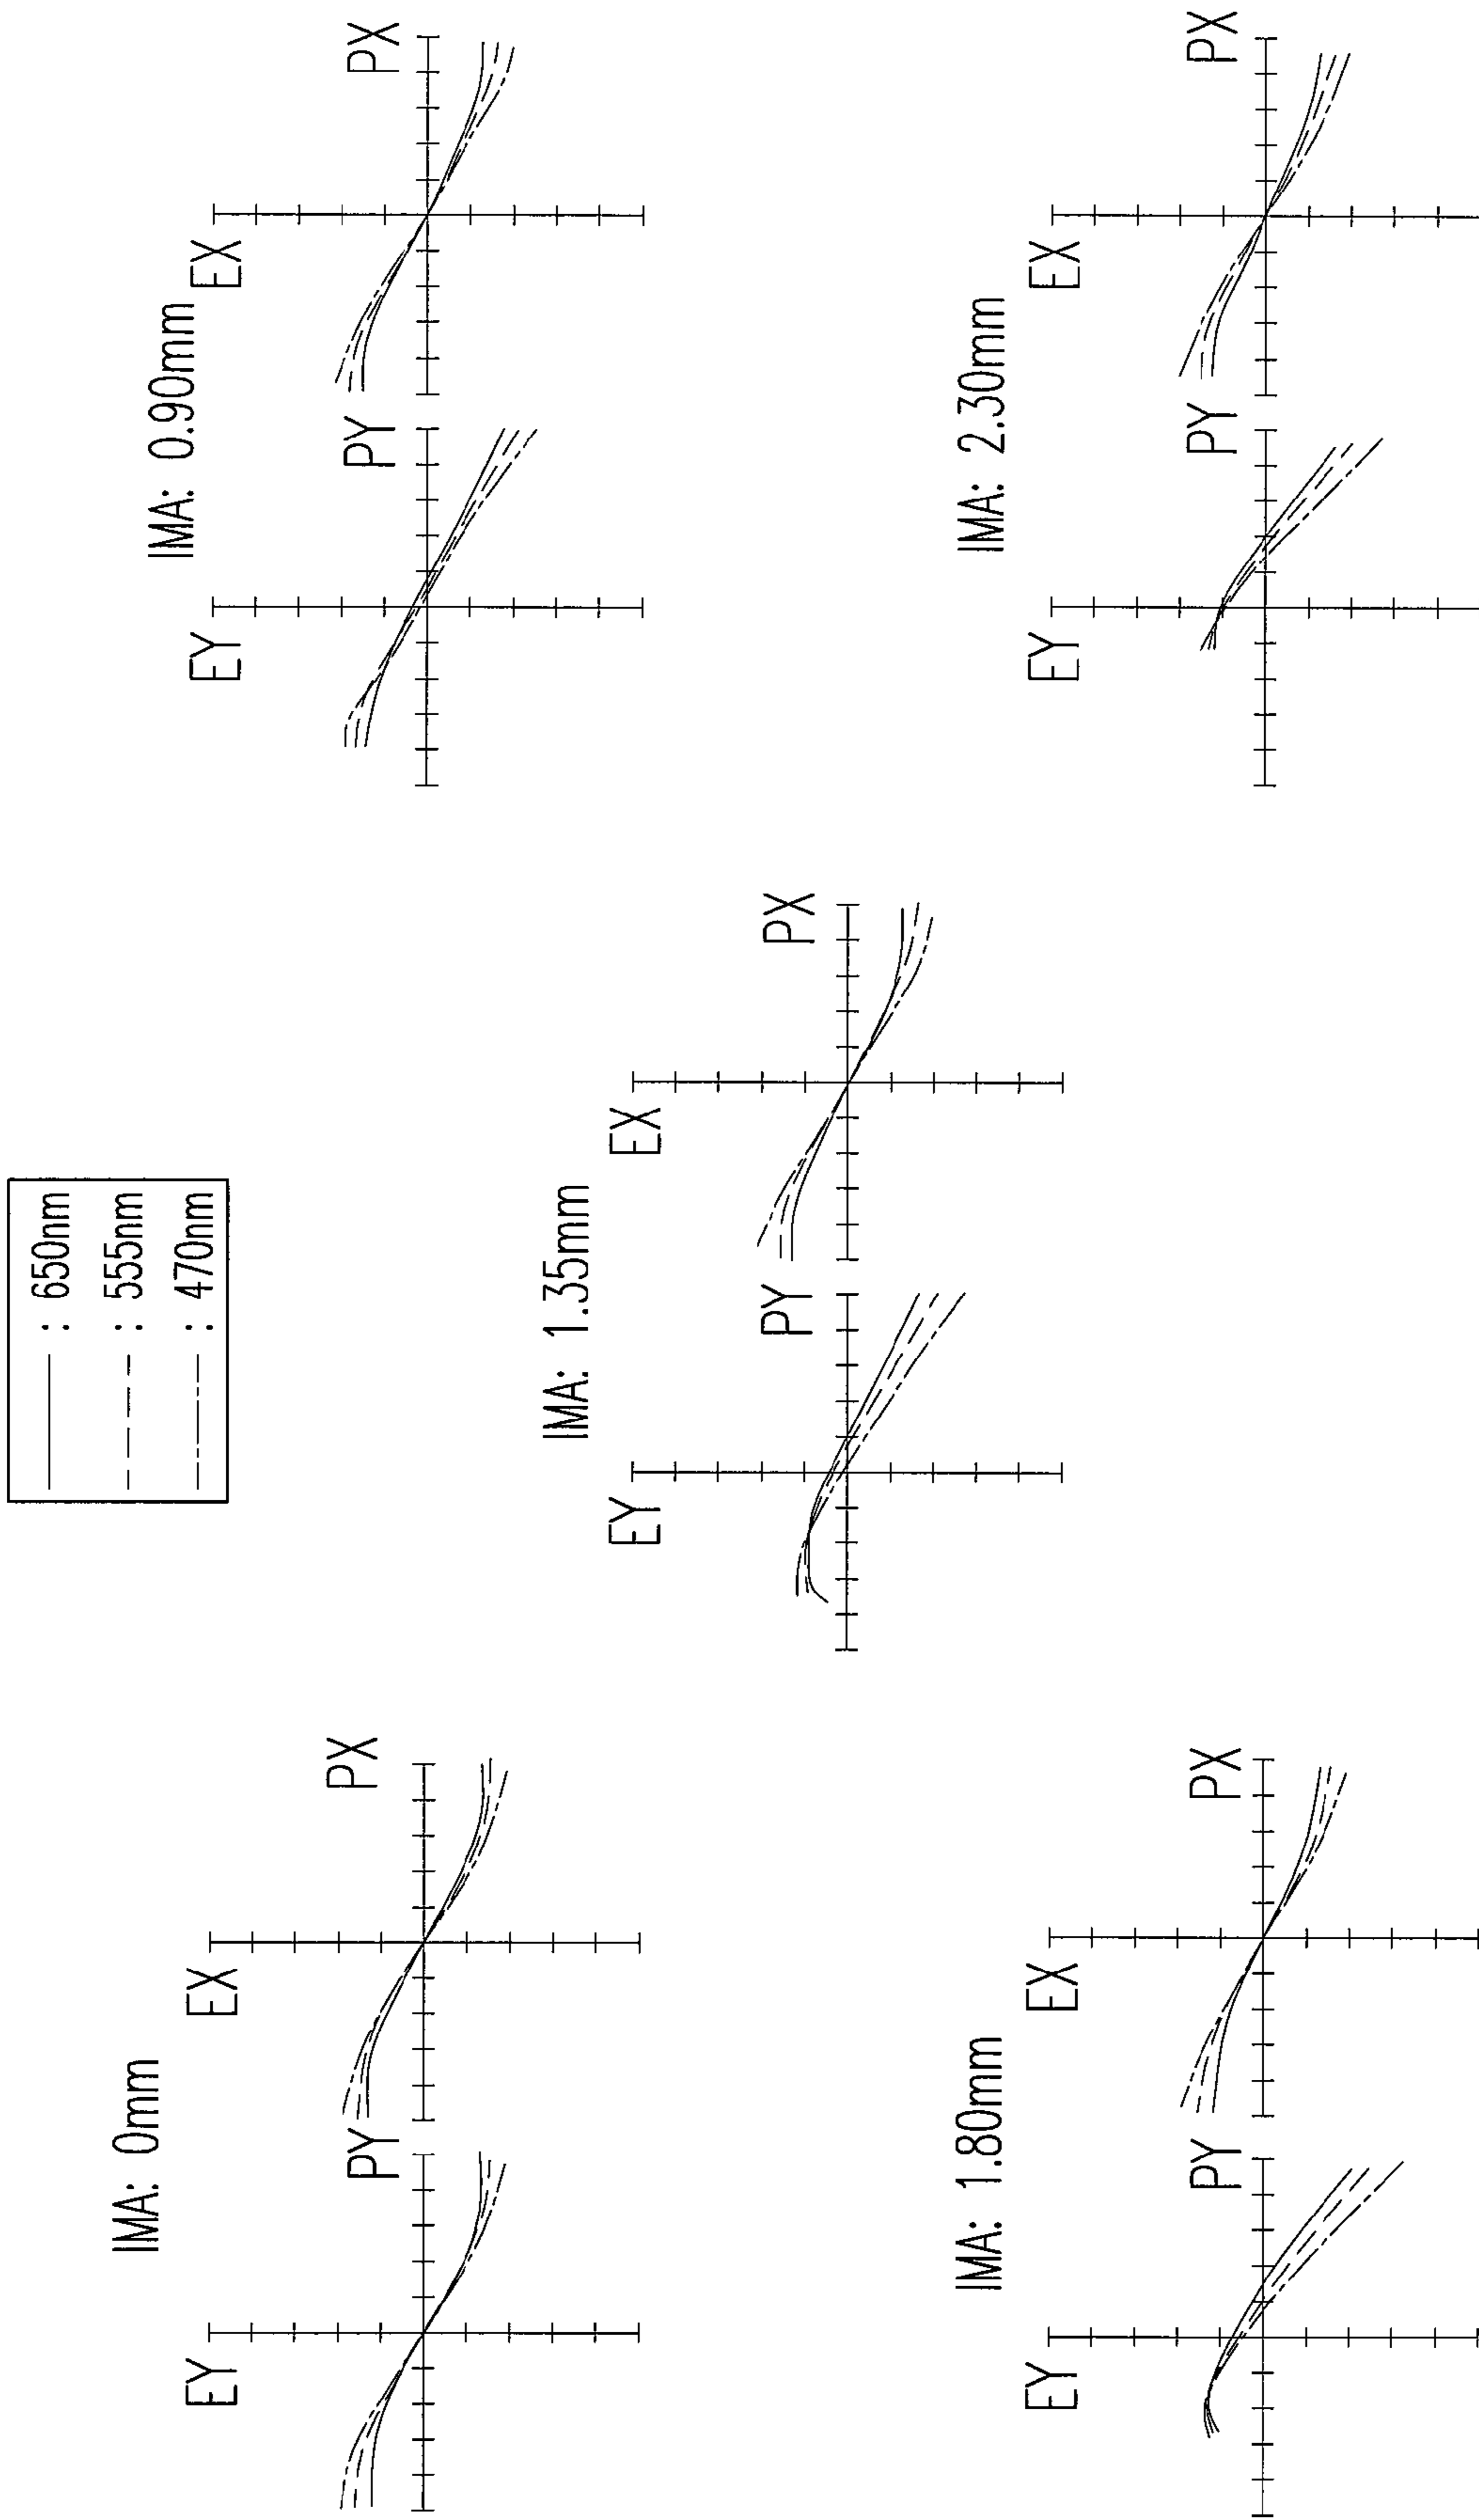 : 650nm
: 555nm
: 470nm
IMA: 0mm
EY
PY
EX
PX
IMA: 0.90mm
EY
PY
EX
PX
IMA: 1.35mm
EY
PY
EX
PX
IMA: 1.80mm
EY
PY
EX
PX
IMA: 2.30mm
EY
PY
EX
PX